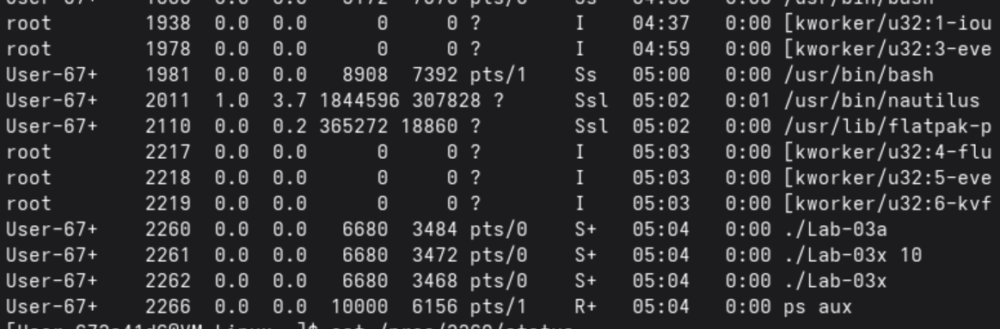 root 1938 0.0 0.0 0 0 ? I 04:37 0:00 [kworker/u32:1-iou
root 1978 0.0 0.0 0 0 ? I 04:59 0:00 [kworker/u32:3-eve
User-67+ 1981 0.0 0.0 8908 7392 pts/1 Ss 05:00 0:00 /usr/bin/bash
User-67+ 2011 1.0 3.7 1844596 307828 ? Ssl 05:02 0:01 /usr/bin/nautilus
User-67+ 2110 0.0 0.2 365272 18860 ? Ssl 05:02 0:00 /usr/lib/flatpak-p
root 2217 0.0 0.0 0 0 ? I 05:03 0:00 [kworker/u32:4-flu
root 2218 0.0 0.0 0 0 ? I 05:03 0:00 [kworker/u32:5-eve
root 2219 0.0 0.0 0 0 ? I 05:03 0:00 [kworker/u32:6-kvf
User-67+ 2260 0.0 0.0 6680 3484 pts/0 S+ 05:04 0:00 ./Lab-03a
User-67+ 2261 0.0 0.0 6680 3472 pts/0 S+ 05:04 0:00 ./Lab-03x 10
User-67+ 2262 0.0 0.0 6680 3468 pts/0 S+ 05:04 0:00 ./Lab-03x
User-67+ 2266 0.0 0.0 10000 6156 pts/1 R+ 05:04 0:00 ps aux